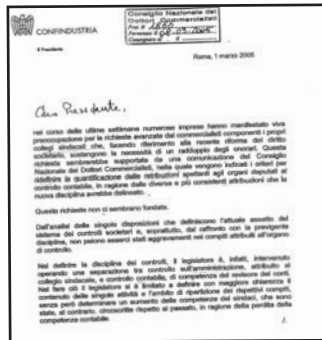 CONFINDUSTRIA
Il Presidente
Consiglio Nazionale dei
Dottori Commercialisti
Roma, 1 marzo 2005
Caro Presidente,
nel corso delle ultime settimane numerose imprese hanno manifestato viva
preoccupazione per le richieste avanzate dai commercialisti componenti i propri
collegi sindacali che, facendo riferimento alla recente riforma del diritto
societario, sostengono la necessità di un raddoppio degli onorari. Questa
richiesta sembrerebbe supportata da una comunicazione del Consiglio
Nazionale dei Dottori Commercialisti, nella quale vengono indicati i criteri per
ridefinire la quantificazione delle retribuzioni spettanti agli organi deputati al
controllo contabile, in ragione delle diverse e più consistenti attribuzioni che la
nuova disciplina avrebbe delineato.
Queste richieste non ci sembrano fondate.
Dall'analisi delle singole disposizioni che definiscono l'attuale assetto del
sistema dei controlli societari e, soprattutto, dal raffronto con la previgente
disciplina, non paiono esserci stati aggravamenti nei compiti attribuiti all'organo
di controllo.
Nel definire la disciplina dei controlli, il legislatore è, infatti, intervenuto
operando una separazione tra controllo sull'amministrazione, attribuito al
collegio sindacale, e controllo contabile, di competenza dei revisori dei conti.
Nel fare ciò il legislatore si è limitato a definire con maggiore chiarezza il
contenuto delle singole attività e l'ambito di ripartizione dei rispettivi compiti,
senza però determinare un aumento delle competenze dei sindaci, che sono
state, al contrario, circoscritte rispetto al passato, in ragione della perdita della
competenza contabile.